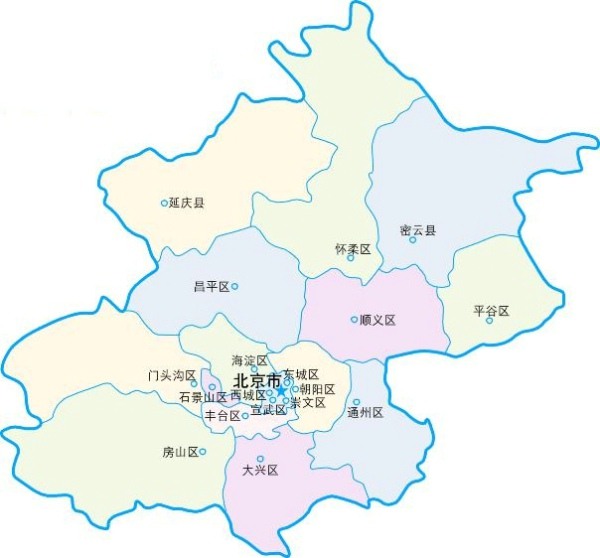 延庆县
密云县
怀柔区
昌平区
平谷区
顺义区
海淀区
门头沟区
东城区
北京市
朝阳区
石景山区
西城区
崇文区
宣武区
通州区
丰台区
房山区
大兴区